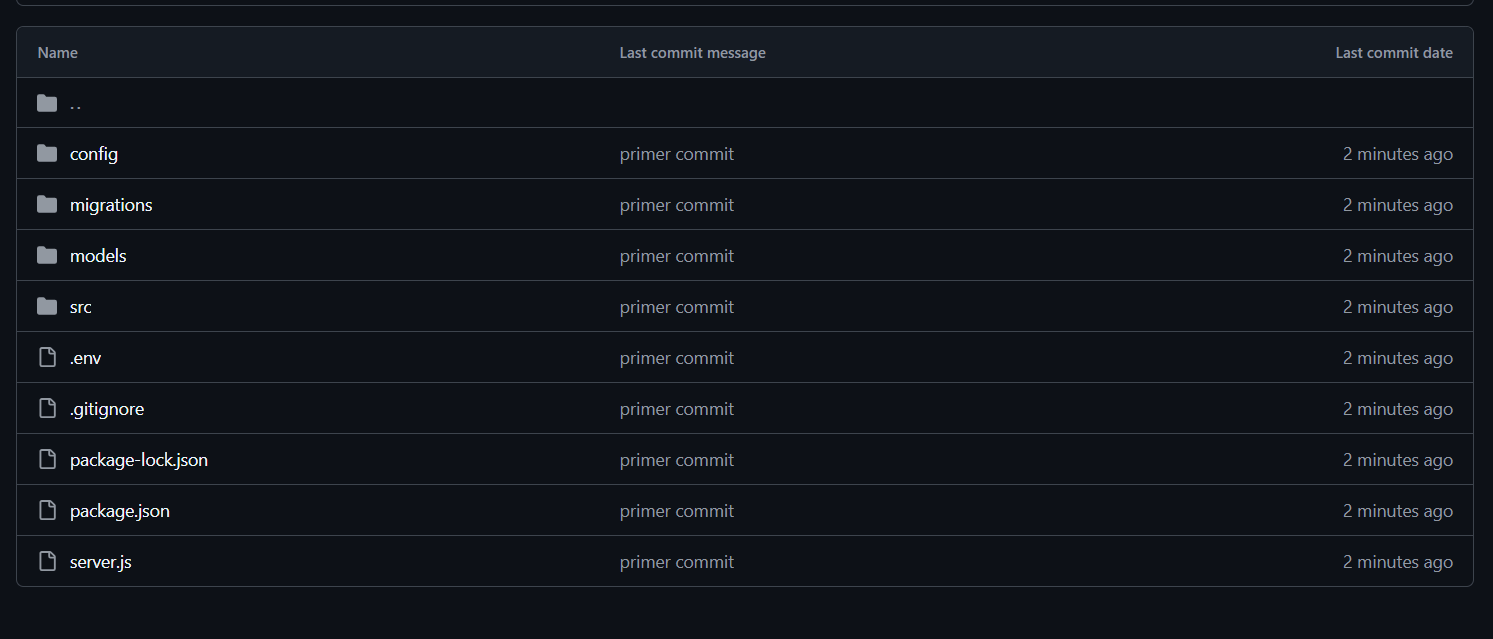 Name Last commit message Last commit date
..
config primer commit 2 minutes ago
migrations primer commit 2 minutes ago
models primer commit 2 minutes ago
src primer commit 2 minutes ago
.env primer commit 2 minutes ago
.gitignore primer commit 2 minutes ago
package-lock.json primer commit 2 minutes ago
package.json primer commit 2 minutes ago
server.js primer commit 2 minutes ago